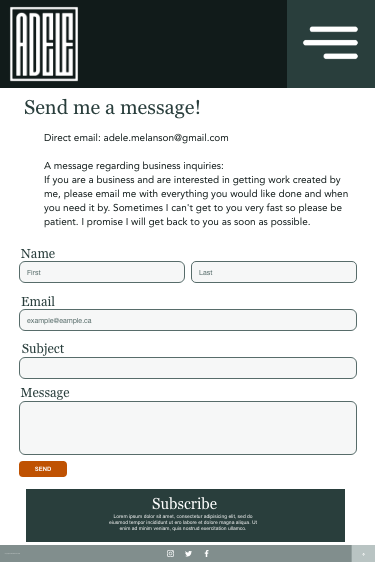 ADELE
Send me a message!
Direct email: adele.melanson@gmail.com
A message regarding business inquiries:
If you are a business and are interested in getting work created by
me, please email me with everything you would like done and when
you need it by. Sometimes I can't get to you very fast so please be
patient. I promise I will get back to you as soon as possible.
Name
First
Last
Email
example@eample.ca
Subject
Message
SEND
Subscribe
Lorem ipsum dolor sit amet, consectetur adipiscing elit, sed do
eiusmod tempor incididunt ut ero labore et dolore magna aliqua. Ut
enim ad minim veniam, quis nostrud exercitation ullamco.